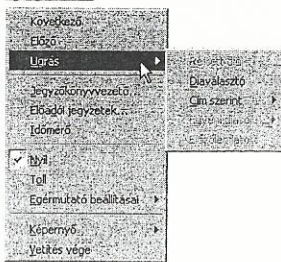 Következő
Előző
Ugrás
Jegyzőkönyvvezető...
Előadói jegyzetek...
Időmérő
Nyíl
Toll
Egérmutató beállításai
Képernyő
Vetítés vége
Diaválasztó
Cím szerint